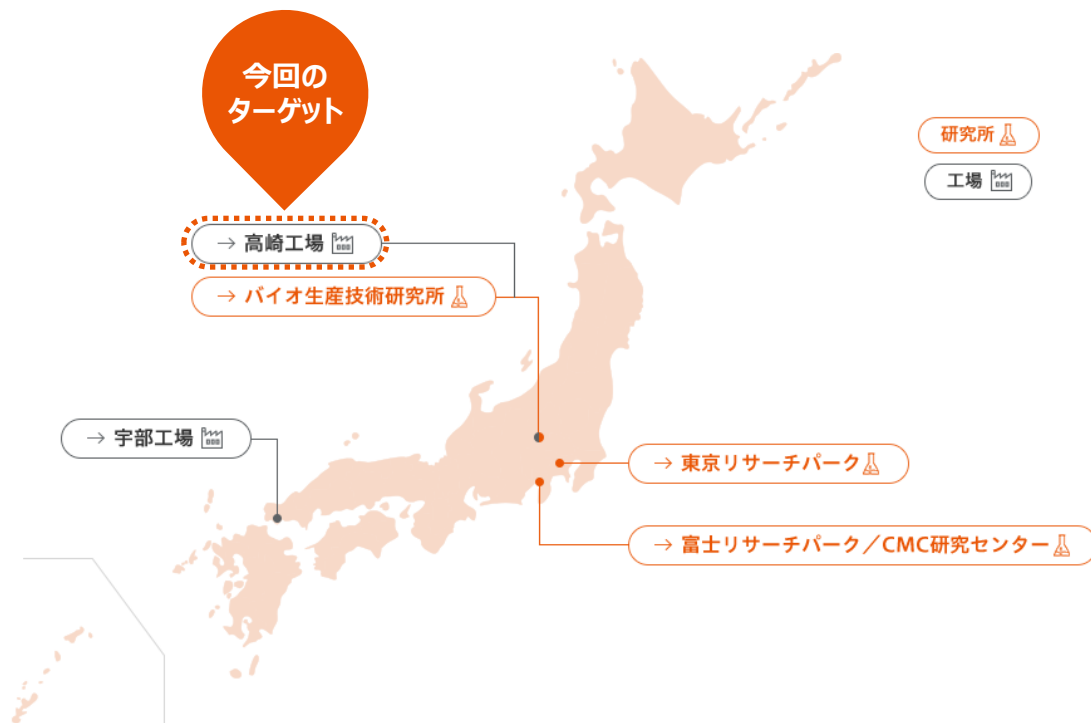 今回の
ターゲット
研究所
工場
→ 高崎工場
→ バイオ生産技術研究所
→ 宇部工場
→ 東京リサーチパーク
→ 富士リサーチパーク／CMC研究センター